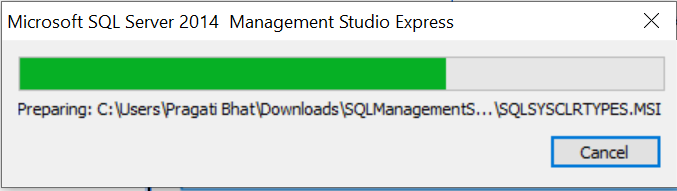 Microsoft SQL Server 2014  Management Studio Express
Preparing: C:\Users\Pragati Bhat\Downloads\SQLManagementS...\SQLSYSCLRTYPES.MSI
Cancel